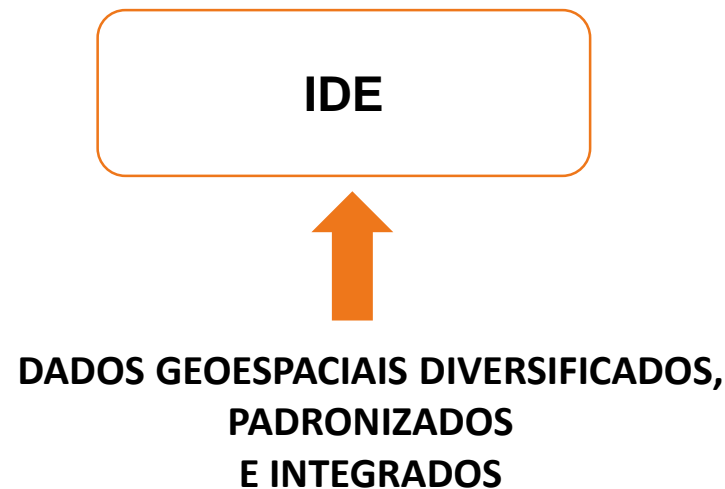 IDE
DADOS GEOESPACIAIS DIVERSIFICADOS,
PADRONIZADOS
E INTEGRADOS